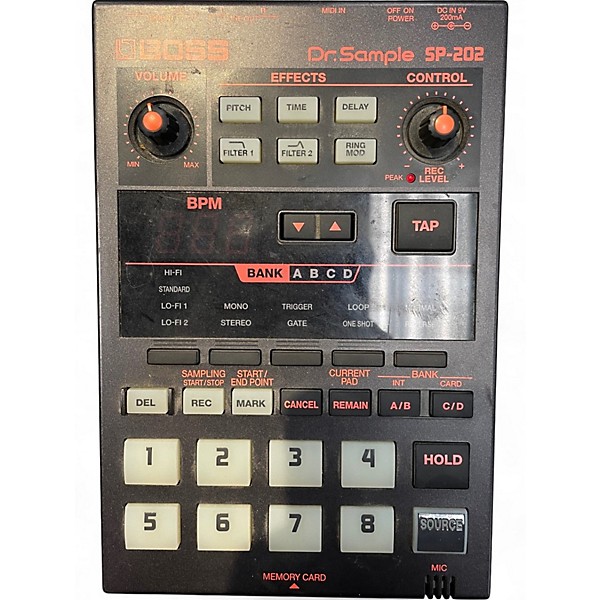 MIDI IN OFF ON POWER DC IN 9V 200mA
BOSS Dr.Sample SP-202
VOLUME EFFECTS CONTROL
PITCH TIME DELAY
FILTER 1 FILTER 2 RING MOD
MIN MAX PEAK REC LEVEL - +
BPM
▼ ▲ TAP
BANK A B C D
HI-FI
STANDARD
LO-FI 1 MONO TRIGGER LOOP
LO-FI 2 STEREO GATE ONE SHOT
SAMPLING START/STOP START/END POINT CURRENT PAD BANK
INT CARD
DEL REC MARK CANCEL REMAIN A/B C/D
1 2 3 4 HOLD
5 6 7 8 SOURCE
MIC
MEMORY CARD